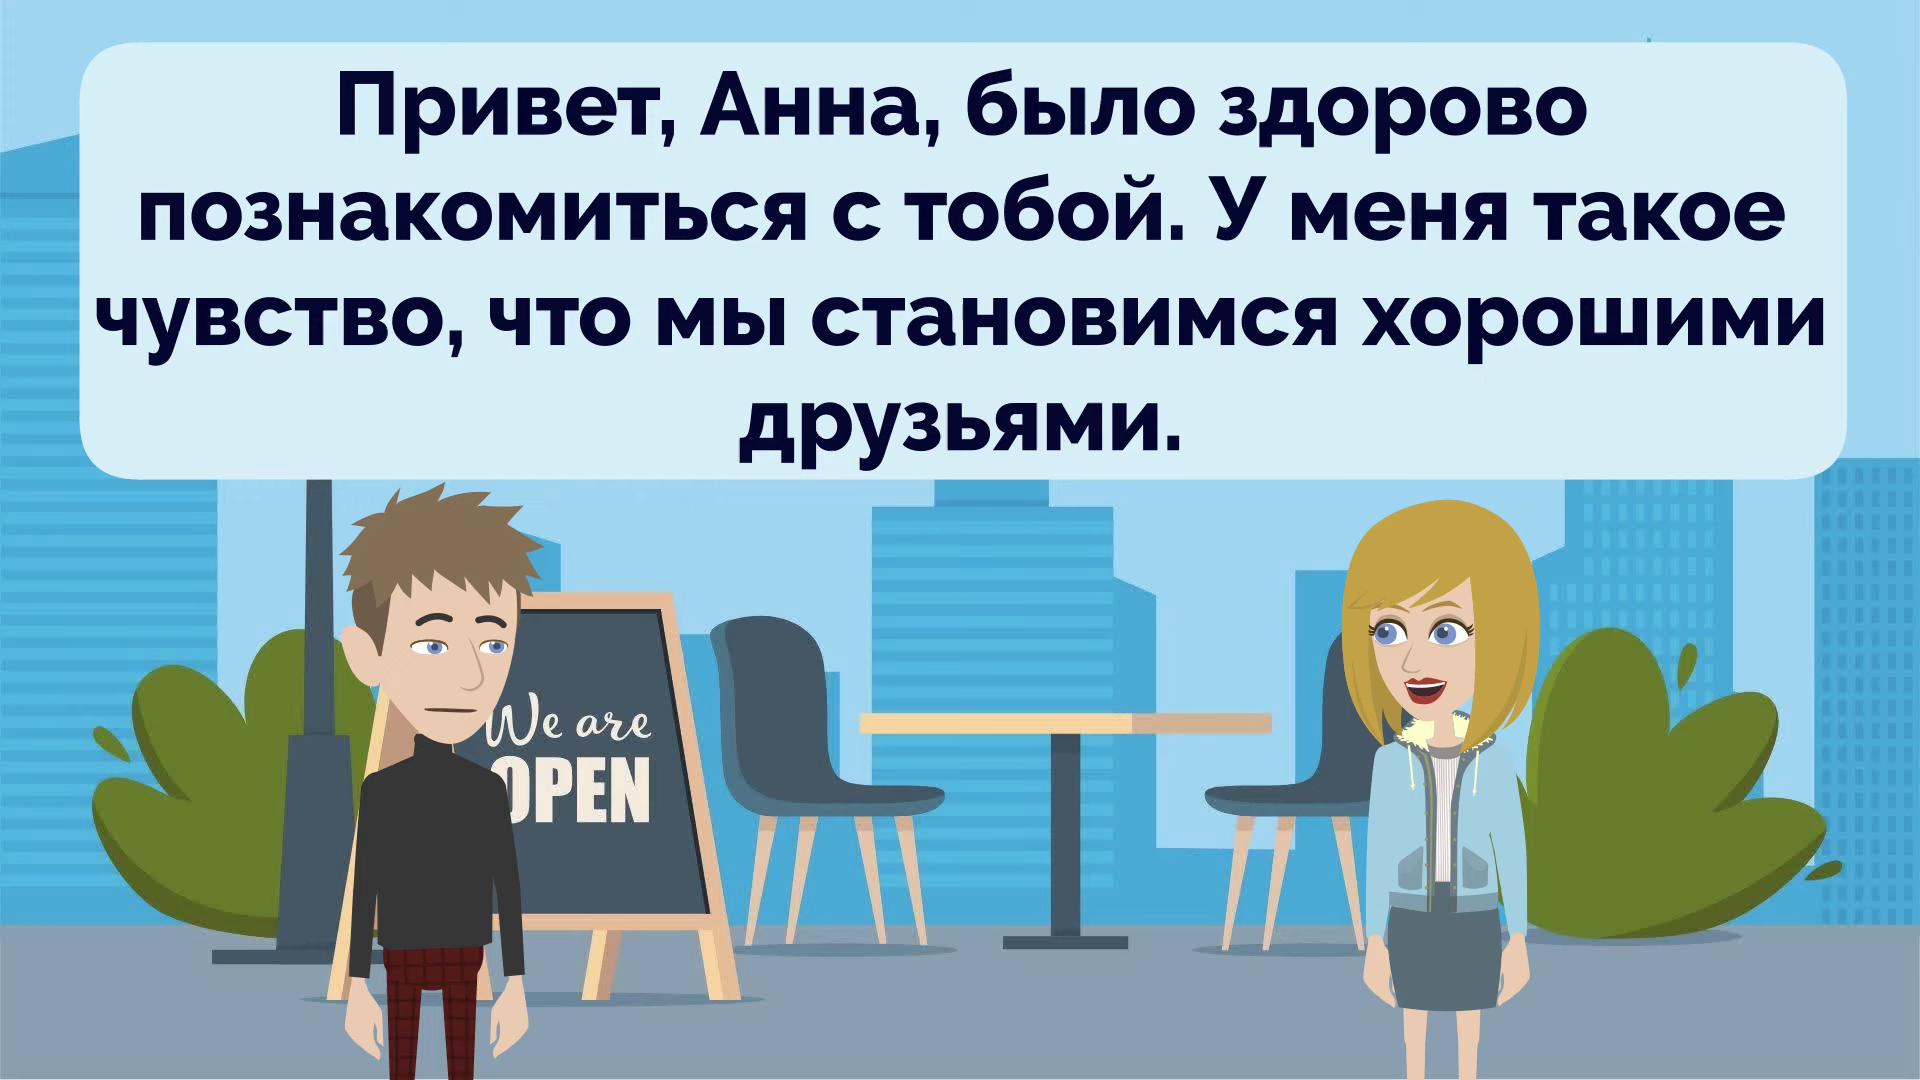 Привет, Анна, было здорово
познакомиться с тобой. У меня такое
чувство, что мы становимся хорошими
друзьями.
We are
OPEN